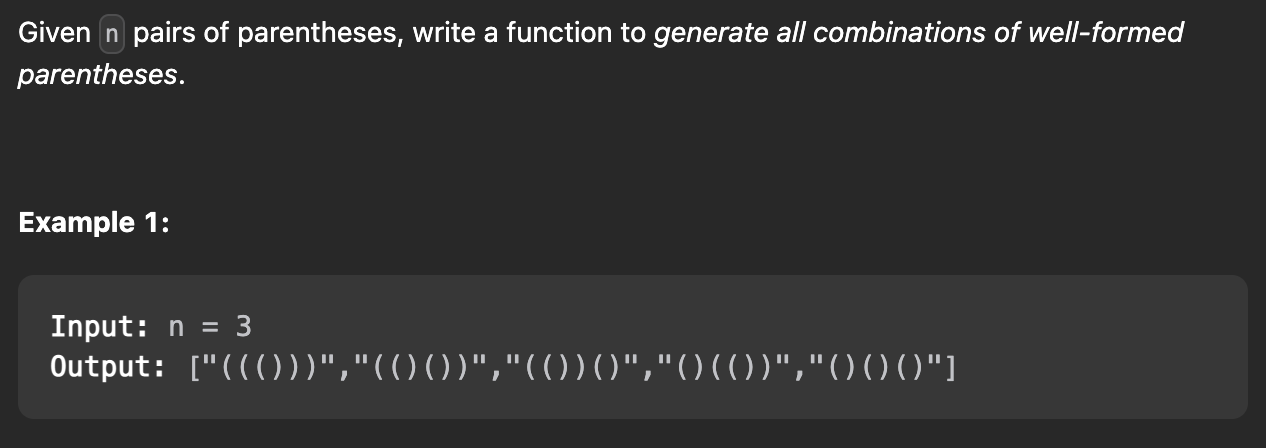 Given n pairs of parentheses, write a function to generate all combinations of well-formed
parentheses.
Example 1:
Input: n = 3
Output: ["((()))","(()())","(())()","()(())","()()()"]